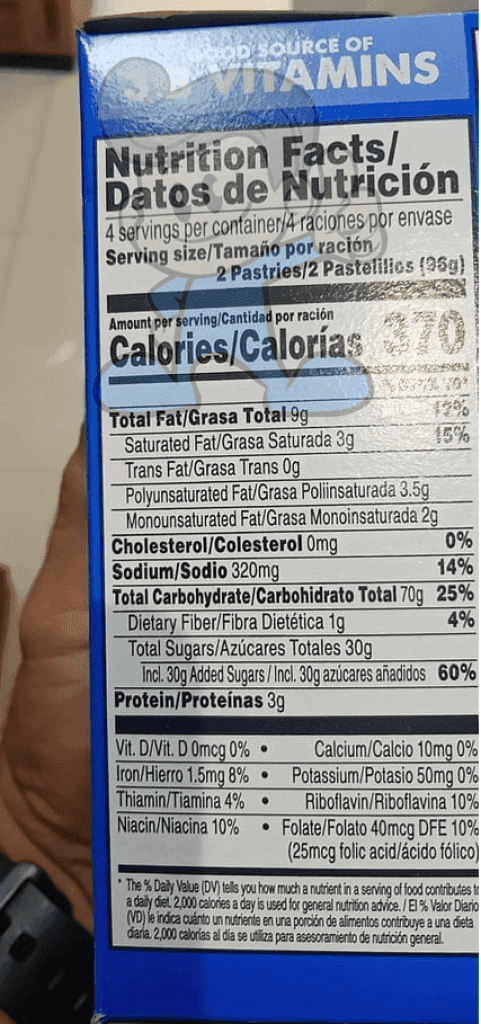 SOURCE OF
VITAMINS
Nutrition Facts/
Datos de Nutrición
4 servings per container/4 raciones por envase
Serving size/Tamaño por ración
2 Pastries/2 Pastelillos (96g)
Amount per serving/Cantidad por ración
Calories/Calorías 370
Total Fat/Grasa Total 9g 12%
Saturated Fat/Grasa Saturada 3g 15%
Trans Fat/Grasa Trans 0g
Polyunsaturated Fat/Grasa Poliinsaturada 3.5g
Monounsaturated Fat/Grasa Monoinsaturada 2g
Cholesterol/Colesterol 0mg 0%
Sodium/Sodio 320mg 14%
Total Carbohydrate/Carbohidrato Total 70g 25%
Dietary Fiber/Fibra Dietética 1g 4%
Total Sugars/Azúcares Totales 30g
Incl. 30g Added Sugars / Incl. 30g azúcares añadidos 60%
Protein/Proteínas 3g
Vit. D/Vit. D 0mcg 0% • Calcium/Calcio 10mg 0%
Iron/Hierro 1.5mg 8% • Potassium/Potasio 50mg 0%
Thiamin/Tiamina 4% • Riboflavin/Riboflavina 10%
Niacin/Niacina 10% • Folate/Folato 40mcg DFE 10%
(25mcg folic acid/ácido fólico)
* The % Daily Value (DV) tells you how much a nutrient in a serving of food contributes to
a daily diet. 2,000 calories a day is used for general nutrition advice. / El % Valor Diario
(VD) le indica cuánto un nutriente en una porción de alimentos contribuye a una dieta
diaria. 2,000 calorías al día se utiliza para asesoramiento de nutrición general.